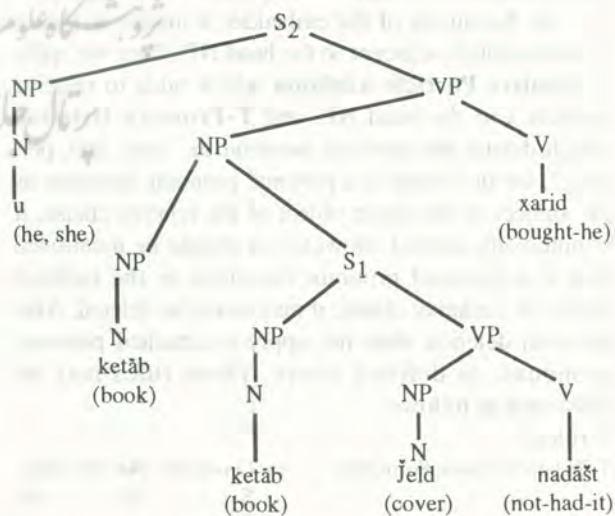 S2
NP VP
N NP V
u xarid
(he, she) (bought-he)
NP S1
N NP VP
ketāb
(book) N NP V
N
ketāb J̌eld nadāšt
(book) (cover) (not-had-it)